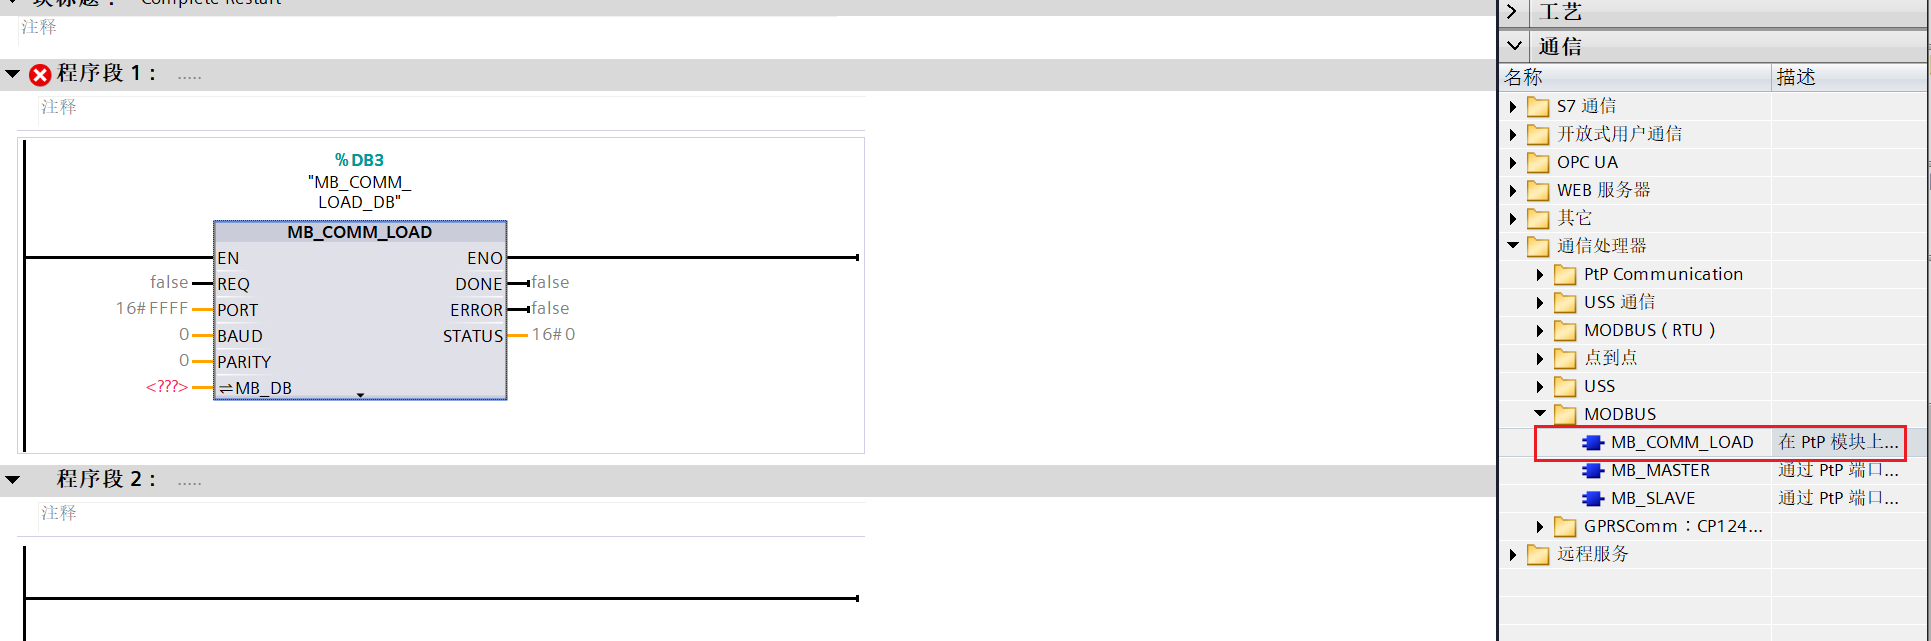 块标题： "Complete Restart"
注释
程序段 1： .....
注释
%DB3
"MB_COMM_
LOAD_DB"
MB_COMM_LOAD
EN ENO
false REQ DONE false
16#FFFF PORT ERROR false
0 BAUD STATUS 16#0
0 PARITY
<???> MB_DB
程序段 2： .....
注释
工艺
通信
名称 描述
S7 通信
开放式用户通信
OPC UA
WEB 服务器
其它
通信处理器
PtP Communication
USS 通信
MODBUS（RTU）
点到点
USS
MODBUS
MB_COMM_LOAD 在 PtP 模块上...
MB_MASTER 通过 PtP 端口...
MB_SLAVE 通过 PtP 端口...
GPRSComm：CP124...
远程服务